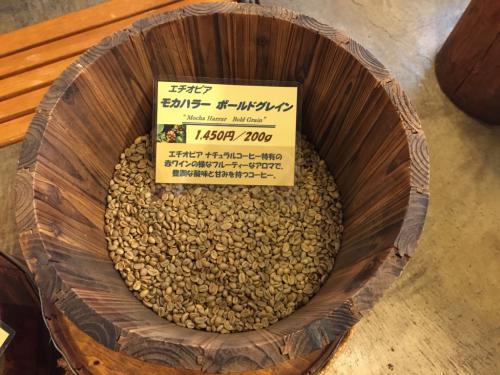 エチオピア
モカハラー ボールドグレイン
"Mocha Harrar Bold Grain"
1,450円/200g
エチオピア ナチュラルコーヒー特有の
赤ワインの様なフルーティーなアロマで、
豊潤な酸味と甘みを持つコーヒー。